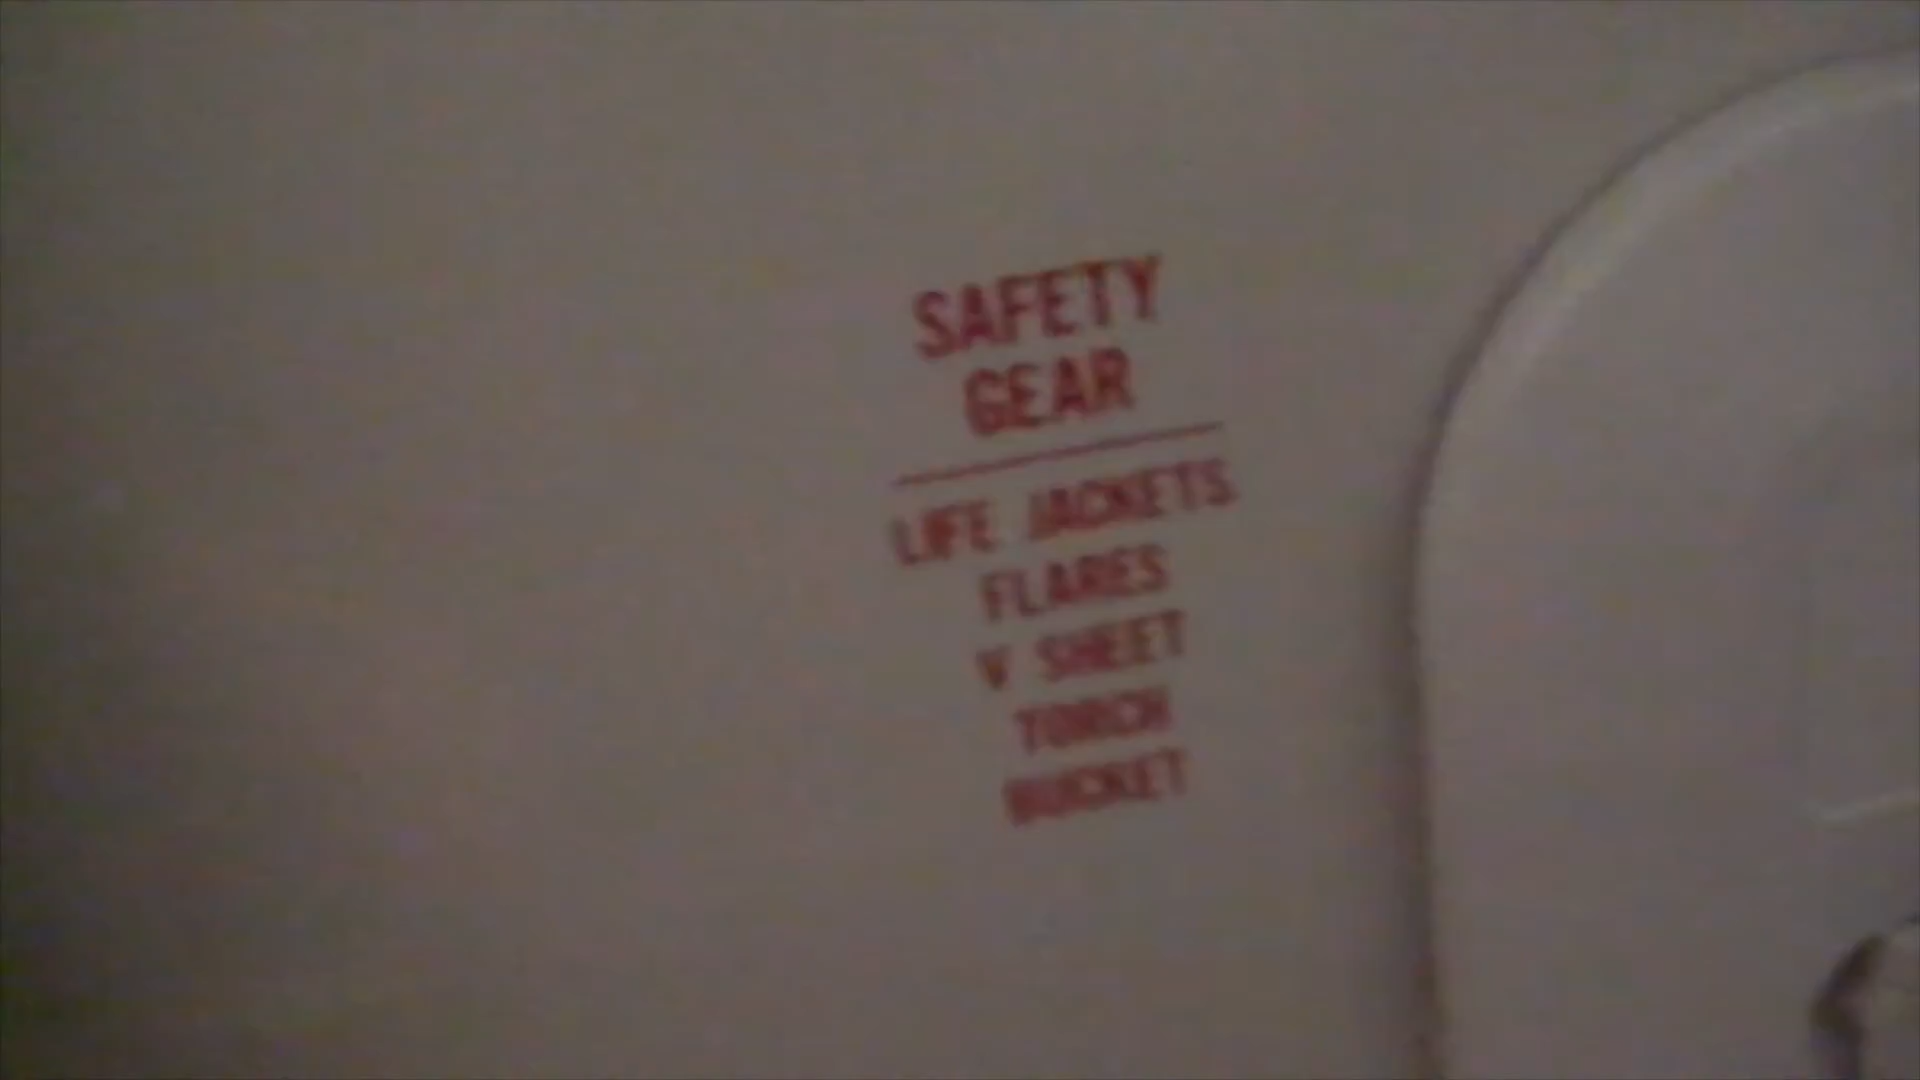 SAFETY
GEAR
LIFE JACKETS
FLARES
V SHEET
TORCH
BUCKET